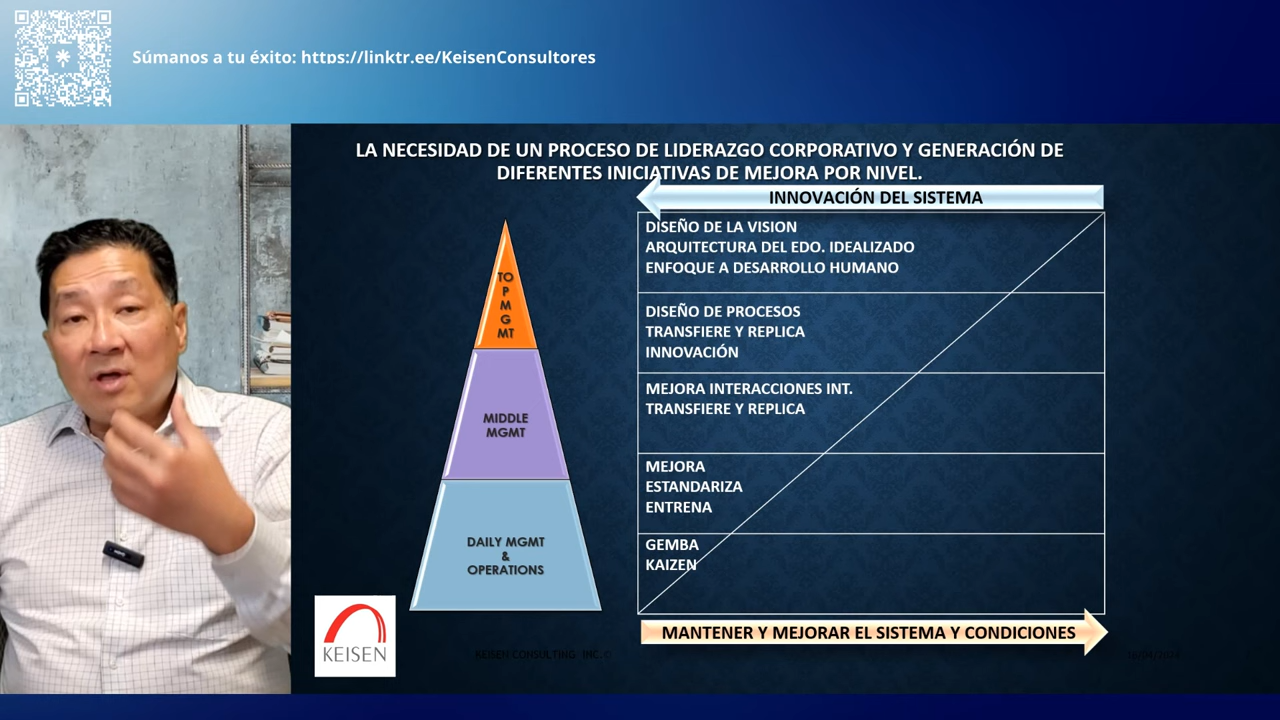 Súmanos a tu éxito: https://linktr.ee/KeisenConsultores
LA NECESIDAD DE UN PROCESO DE LIDERAZGO CORPORATIVO Y GENERACIÓN DE
DIFERENTES INICIATIVAS DE MEJORA POR NIVEL.
INNOVACIÓN DEL SISTEMA
TO
P
M
G
MT
MIDDLE
MGMT
DAILY MGMT
&
OPERATIONS
DISEÑO DE LA VISION
ARQUITECTURA DEL EDO. IDEALIZADO
ENFOQUE A DESARROLLO HUMANO
DISEÑO DE PROCESOS
TRANSFIERE Y REPLICA
INNOVACIÓN
MEJORA INTERACCIONES INT.
TRANSFIERE Y REPLICA
MEJORA
ESTANDARIZA
ENTRENA
GEMBA
KAIZEN
MANTENER Y MEJORAR EL SISTEMA Y CONDICIONES
KEISEN
KEISEN CONSULTING INC.©